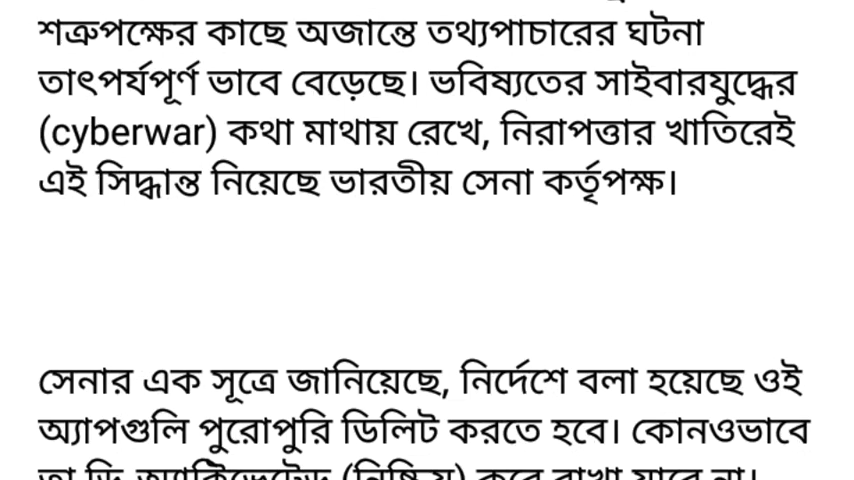 শত্রুপক্ষের কাছে অজান্তে তথ্যপাচারের ঘটনা
তাৎপর্যপূর্ণ ভাবে বেড়েছে। ভবিষ্যতের সাইবারযুদ্ধের
(cyberwar) কথা মাথায় রেখে, নিরাপত্তার খাতিরেই
এই সিদ্ধান্ত নিয়েছে ভারতীয় সেনা কর্তৃপক্ষ।
সেনার এক সূত্রে জানিয়েছে, নির্দেশে বলা হয়েছে ওই
অ্যাপগুলি পুরোপুরি ডিলিট করতে হবে। কোনওভাবে
তা ডি-অ্যাক্টিভেটেড (নিষ্ক্রিয়) করে রাখা যাবে না।